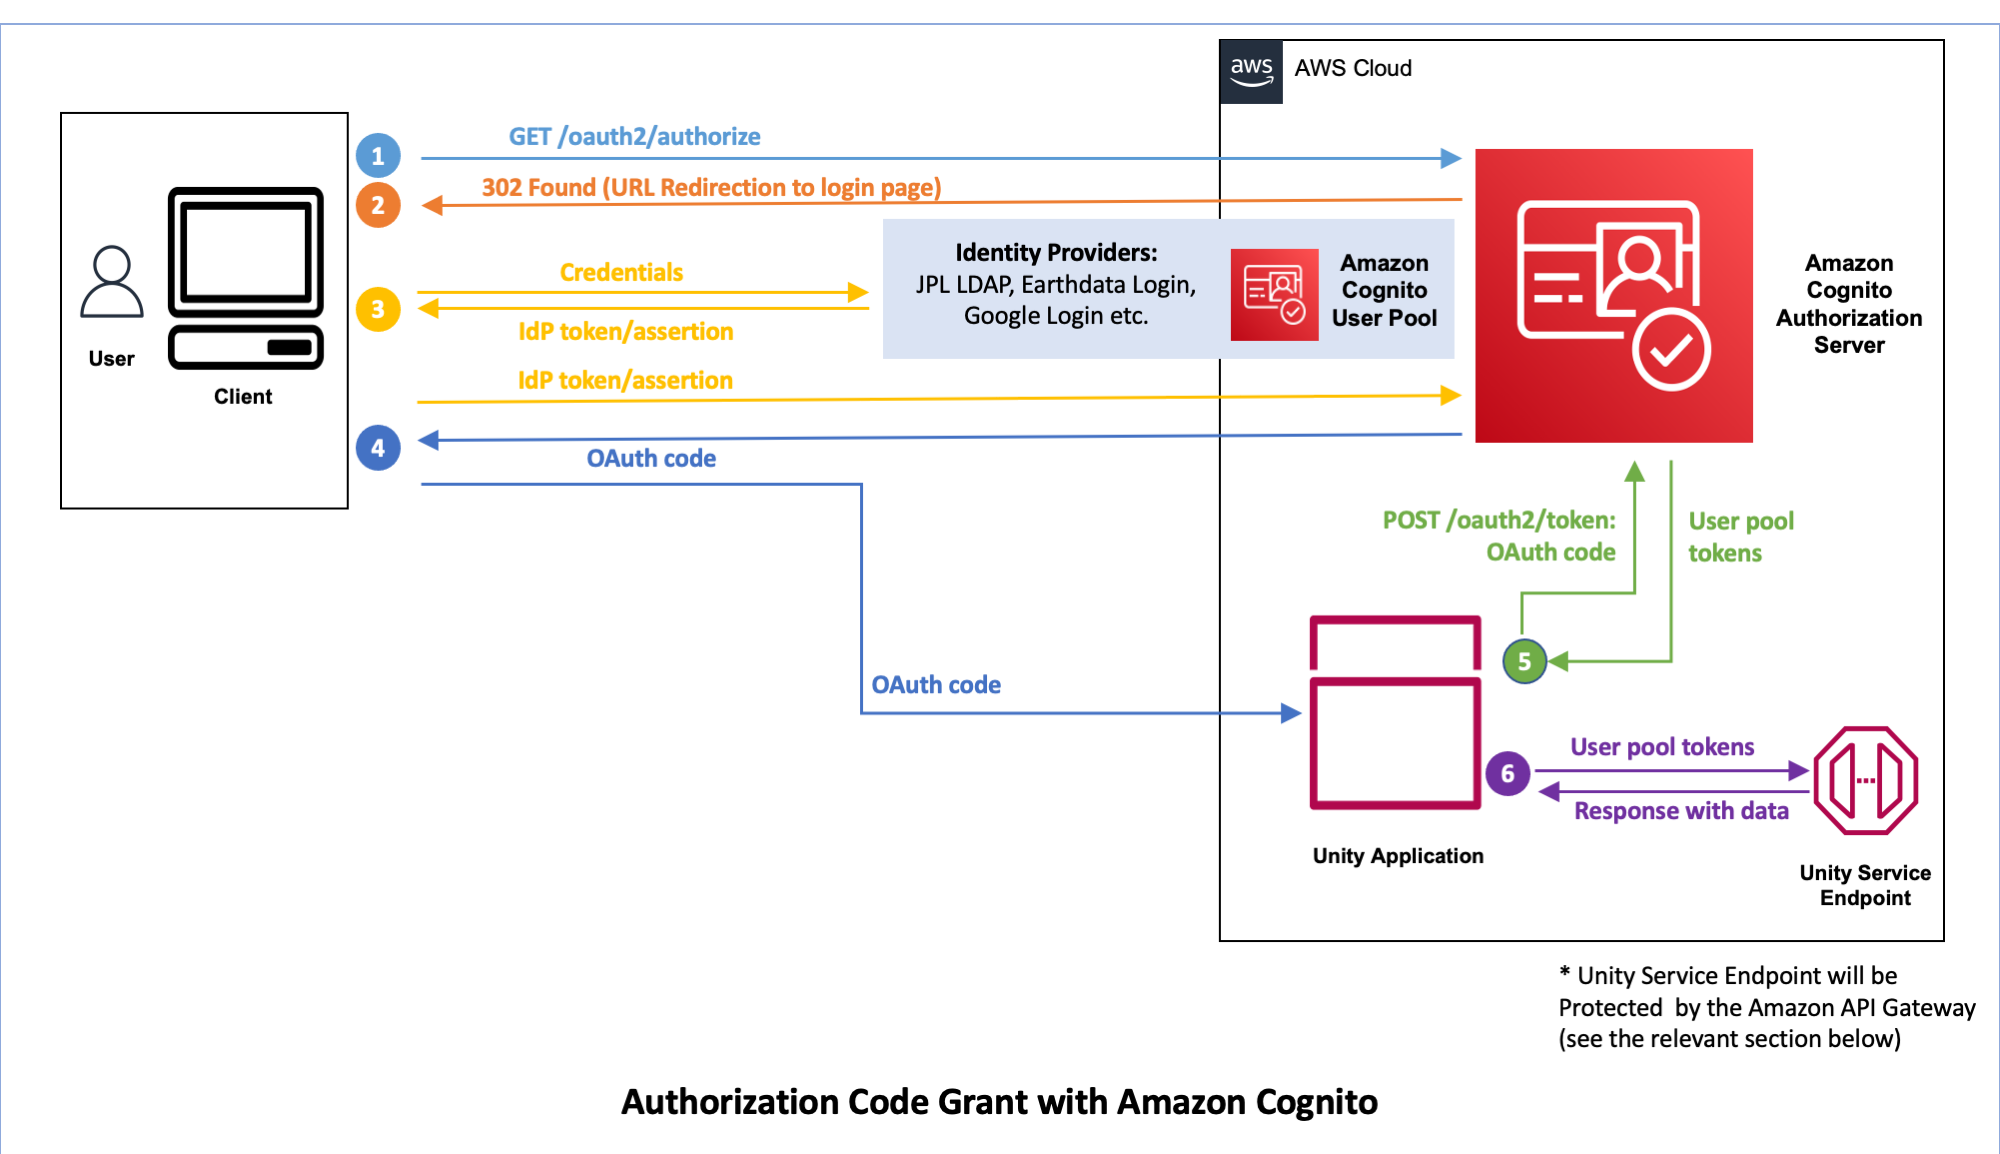 aws
AWS Cloud
1
GET /oauth2/authorize
2
302 Found (URL Redirection to login page)
Identity Providers:
JPL LDAP, Earthdata Login,
Google Login etc.
Amazon
Cognito
User Pool
Amazon
Cognito
Authorization
Server
3
Credentials
IdP token/assertion
User
Client
IdP token/assertion
4
OAuth code
POST /oauth2/token:
OAuth code
User pool
tokens
5
OAuth code
6
User pool tokens
Response with data
Unity Application
Unity Service
Endpoint
* Unity Service Endpoint will be
Protected  by the Amazon API Gateway
(see the relevant section below)
Authorization Code Grant with Amazon Cognito